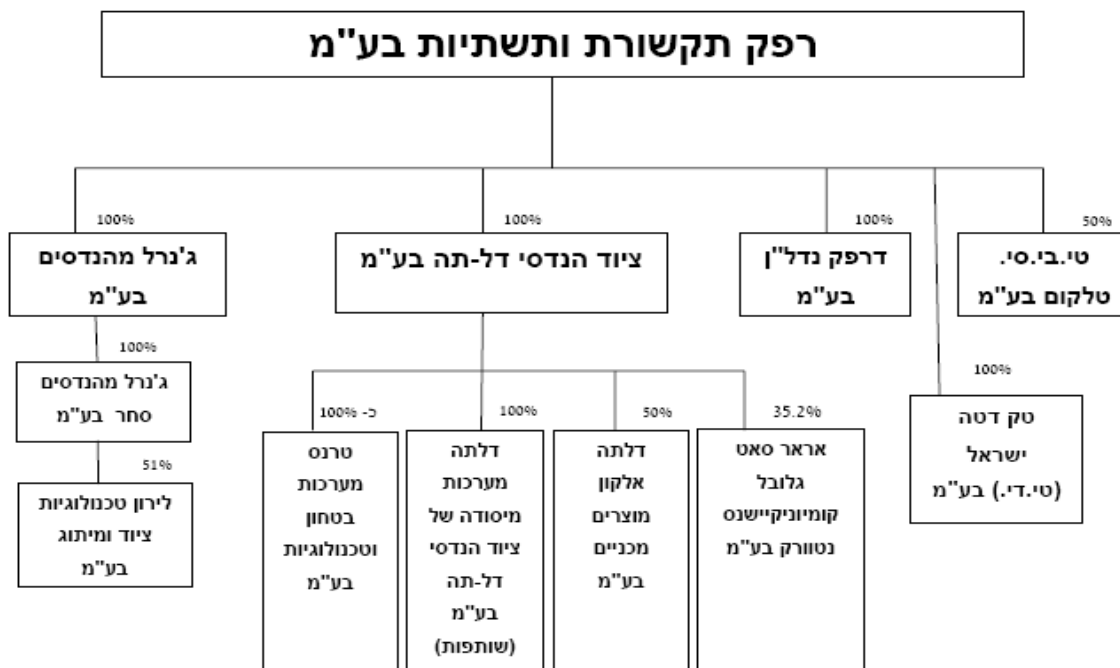 רפק תקשורת ותשתיות בע"מ
50%
טי.בי.סי.
טלקום בע"מ
100%
טק דטה
ישראל
(טי.די.) בע"מ
100%
דרפק נדל"ן
בע"מ
100%
ציוד הנדסי דל-תה בע"מ
35.2%
אראר סאט
גלובל
קומיוניקיישנס
נטוורק בע"מ
50%
דלתה
אלקון
מוצרים
מכניים
בע"מ
100%
דלתה
מערכות
מיסודה של
ציוד הנדסי
דל-תה
בע"מ
(שותפות)
כ- 100%
טרנס
מערכות
בטחון
וטכנולוגיות
בע"מ
100%
ג'נרל מהנדסים
בע"מ
100%
ג'נרל מהנדסים
סחר בע"מ
51%
לירון טכנולוגיות
ציוד ומיתוג
בע"מ